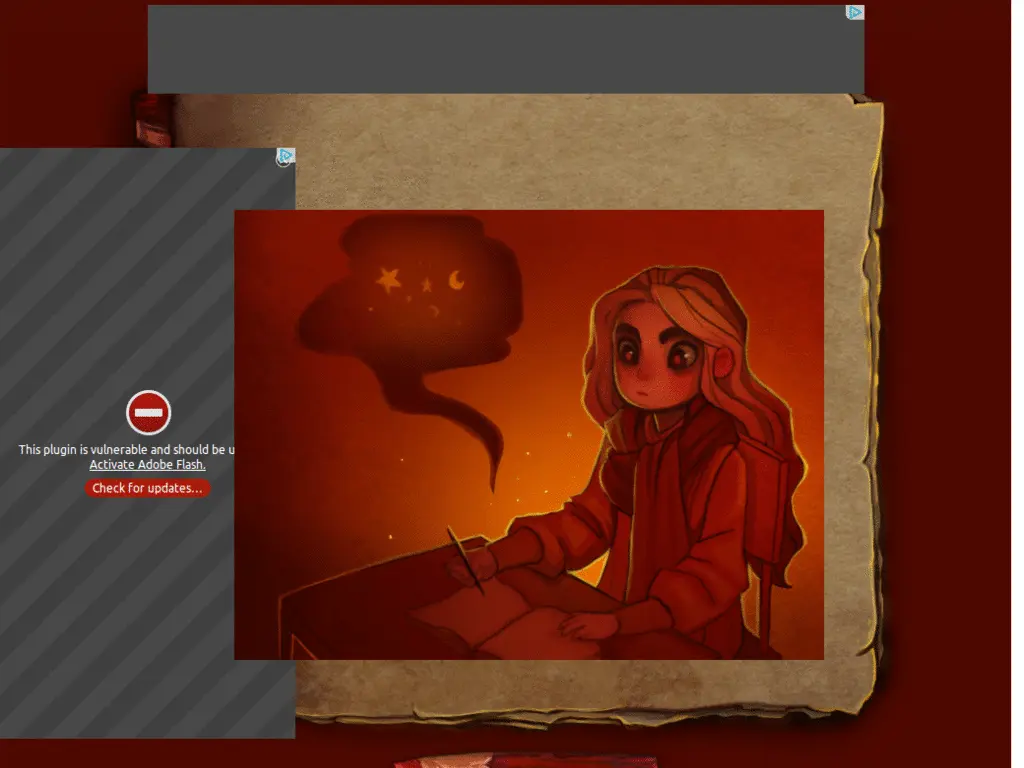 This plugin is vulnerable and should be u
Activate Adobe Flash.
Check for updates...